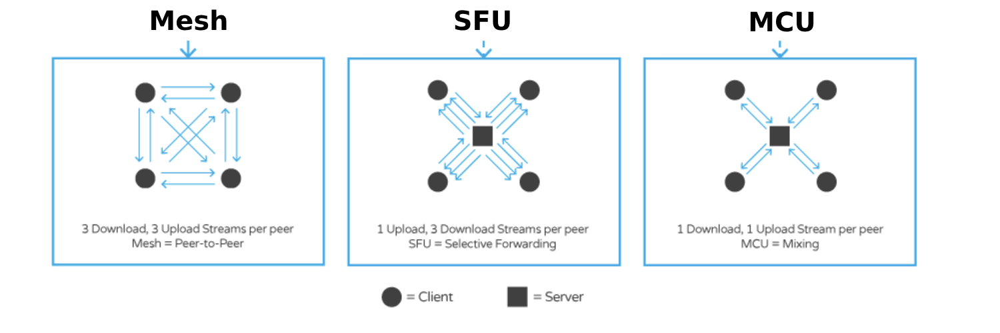 Mesh
SFU
MCU
3 Download, 3 Upload Streams per peer
Mesh = Peer-to-Peer
1 Upload, 3 Download Streams per peer
SFU = Selective Forwarding
1 Download, 1 Upload Stream per peer
MCU = Mixing
= Client
= Server